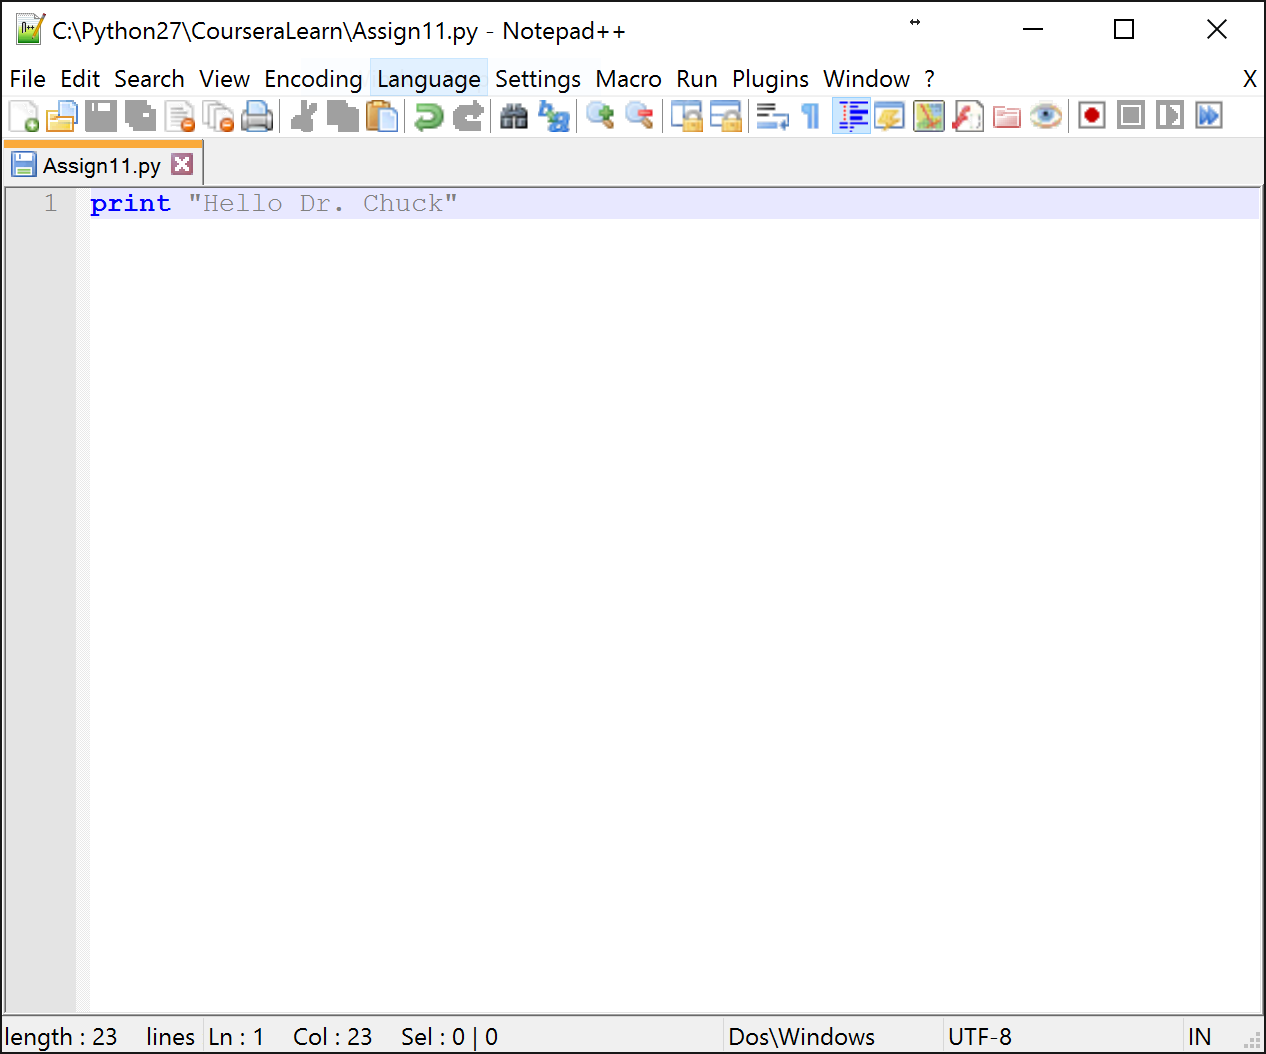 C:\Python27\CourseraLearn\Assign11.py - Notepad++
File Edit Search View Encoding Language Settings Macro Run Plugins Window ? X
Assign11.py
1 print "Hello Dr. Chuck"
length : 23 lines Ln : 1 Col : 23 Sel : 0 | 0 Dos\Windows UTF-8 IN